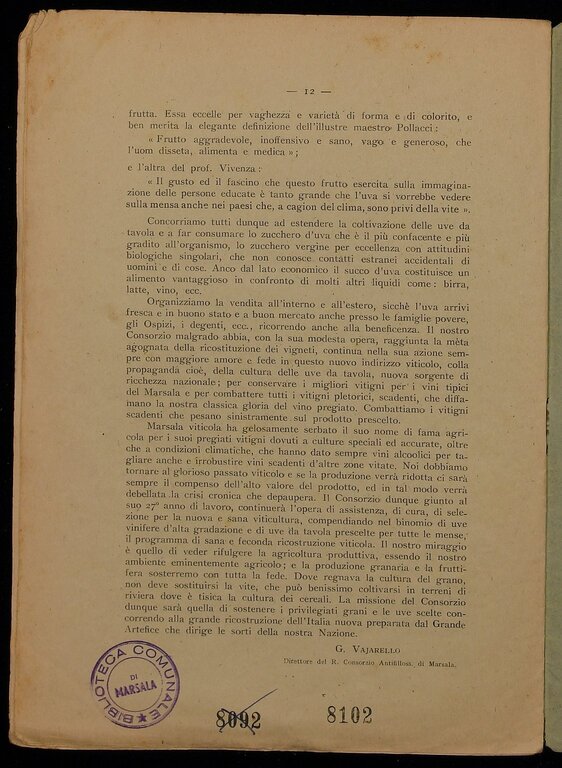 — 12 —
frutta. Essa eccelle per vaghezza e varietà di forma e di colorito, e
ben merita la elegante definizione dell'illustre maestro Pollacci :
« Frutto aggradevole, inoffensivo e sano, vago e generoso, che
l'uom disseta, alimenta e medica » ;
e l'altra del prof. Vivenza :
« Il gusto ed il fascino che questo frutto esercita sulla immagina-
zione delle persone educate è tanto grande che l'uva si vorrebbe vedere
sulla mensa anche nei paesi che, a cagion del clima, sono privi della vite ».
Concorriamo tutti dunque ad estendere la coltivazione delle uve da
tavola e a far consumare lo zucchero d'uva che è il più confacente e più
gradito all'organismo, lo zucchero vergine per eccellenza con attitudini
biologiche singolari, che non conosce contatti estranei accidentali di
uomini e di cose. Anco dal lato economico il succo d'uva costituisce un
alimento vantaggioso in confronto di molti altri liquidi come : birra,
latte, vino, ecc.
Organizziamo la vendita all'interno e all'estero, sicchè l'uva arrivi
fresca e in buono stato e a buon mercato anche presso le famiglie povere,
gli Ospizi, i degenti, ecc., ricorrendo anche alla beneficenza. Il nostro
Consorzio malgrado abbia, con la sua modesta opera, raggiunta la mèta
agognata della ricostituzione dei vigneti, continua nella sua azione sem-
pre con maggiore amore e fede in questo nuovo indirizzo viticolo, colla
propaganda cioè, della cultura delle uve da tavola, nuova sorgente di
ricchezza nazionale ; per conservare i migliori vitigni per i vini tipici
del Marsala e per combattere tutti i vitigni pletorici, scadenti, che diffa-
mano la nostra classica gloria del vino pregiato. Combattiamo i vitigni
scadenti che pesano sinistramente sul prodotto prescelto.
Marsala viticola ha gelosamente serbato il suo nome di fama agri-
cola per i suoi pregiati vitigni dovuti a culture speciali ed accurate, oltre
che a condizioni climatiche, che hanno dato sempre vini alcoolici per ta-
gliare anche e irrobustire vini scadenti d'altre zone vitate. Noi dobbiamo
tornare al glorioso passato viticolo e se la produzione verrà ridotta ci sarà
sempre il compenso dell'alto valore del prodotto, ed in tal modo verrà
debellata la crisi cronica che depaupera. Il Consorzio dunque giunto al
suo 27° anno di lavoro, continuerà l'opera di assistenza, di cura, di sele-
zione per la nuova e sana viticultura, compendiando nel binomio di uve
vinifere d'alta gradazione e di uve da tavola prescelte per tutte le mense,
il programma di sana e feconda ricostruzione viticola. Il nostro miraggio
è quello di veder rifulgere la agricoltura produttiva, essendo il nostro
ambiente eminentemente agricolo ; e la produzione granaria e la frutti-
fera sosterremo con tutta la fede. Dove regnava la cultura del grano,
non deve sostituirsi la vite, che può benissimo coltivarsi in terreni di
riviera dove è tisica la cultura dei cereali. La missione del Consorzio
dunque sarà quella di sostenere i privilegiati grani e le uve scelte con-
correndo alla grande ricostruzione dell'Italia nuova preparata dal Grande
Artefice che dirige le sorti della nostra Nazione.
G. VAJARELLO
Direttore del R. Consorzio Antifillos. di Marsala.
BIBLIOTECA COMUNALE
DI
MARSALA
8092
8102